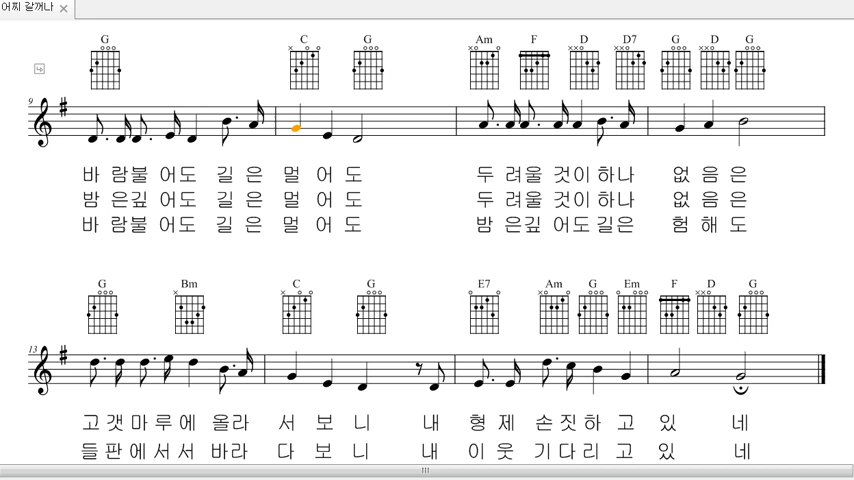 어찌 갈꺼나
G C G Am F D D7 G D G
9
바 람불 어도 길 은 멀 어 도 두 려울 것이 하나 없 음 은
밤 은깊 어도 길 은 멀 어 도 두 려울 것이 하나 없 음 은
바 람불 어도 길 은 멀 어 도 밤 은깊 어도 길은 험 해 도
G Bm C G E7 Am G Em F D G
13
고 갯 마 루 에 올라 서 보 니 내 형 제 손 짓 하 고 있 네
들 판 에 서 서 바라 다 보 니 내 이 웃 기 다 리 고 있 네